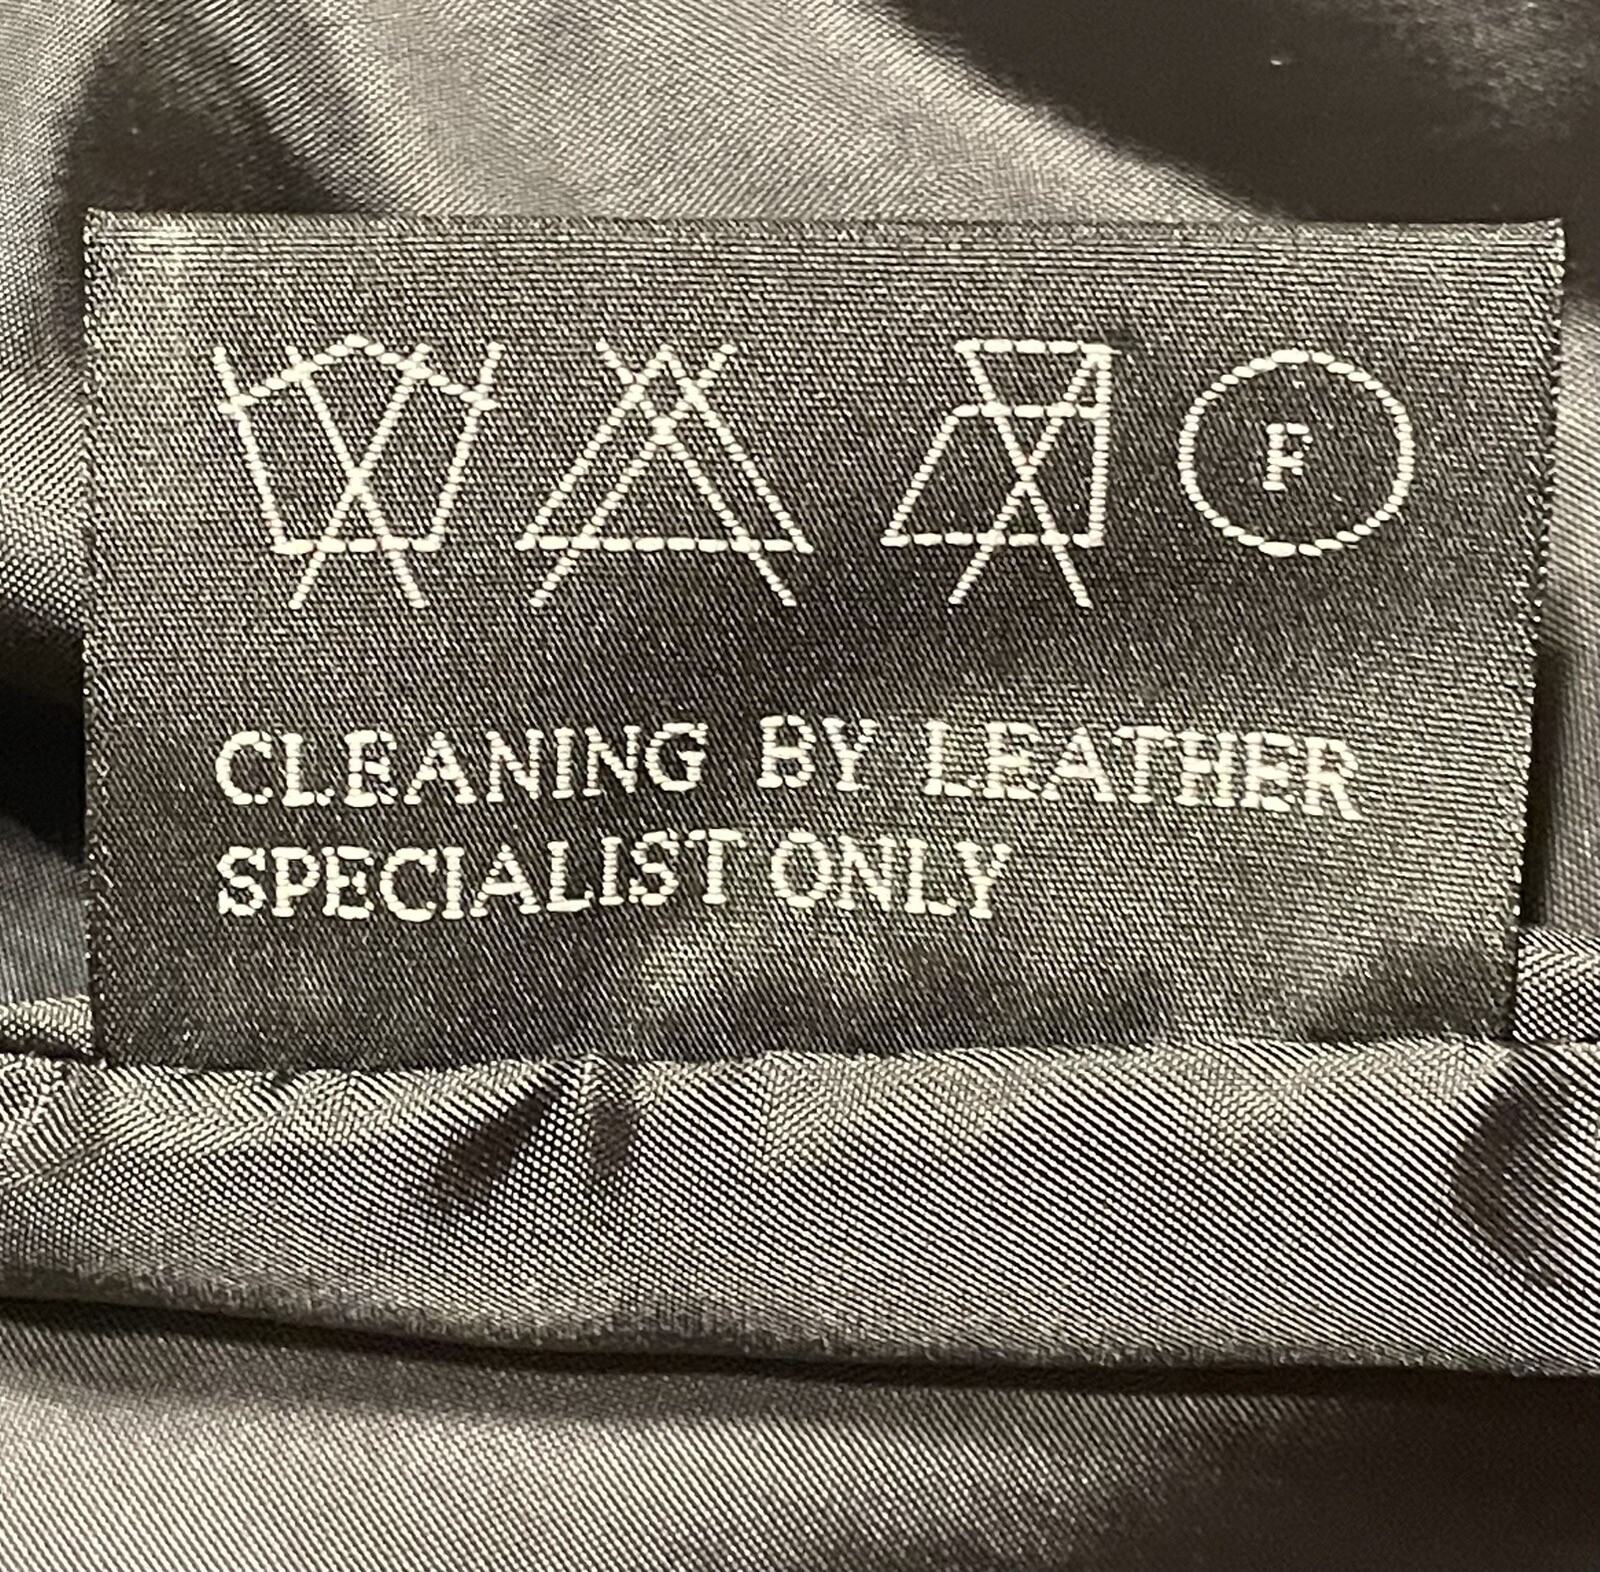 F
CLEANING BY LEATHER
SPECIALIST ONLY